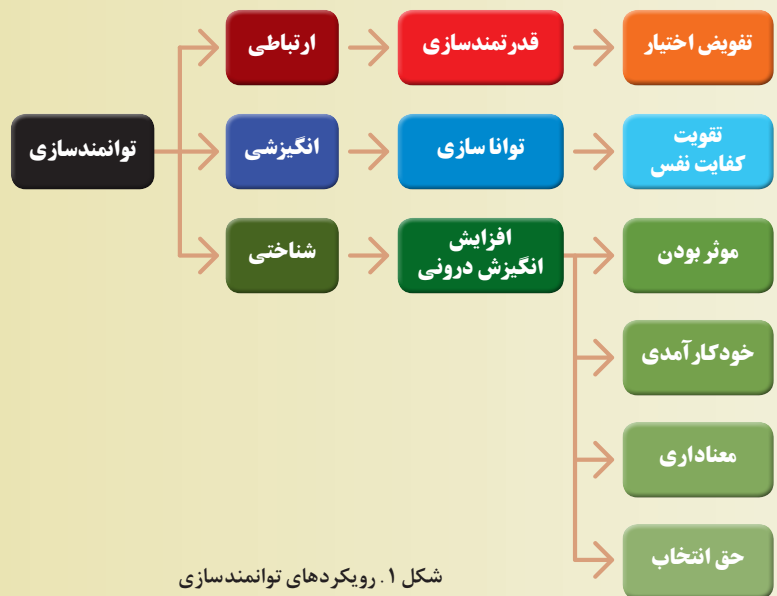 توانمندسازی
ارتباطی
قدرتمندسازی
تفویض اختیار
انگیزشی
توانا سازی
تقویت
کفایت نفس
شناختی
افزایش
انگیزش درونی
موثر بودن
خودکارآمدی
معناداری
حق انتخاب
شکل ۱. رویکردهای توانمندسازی